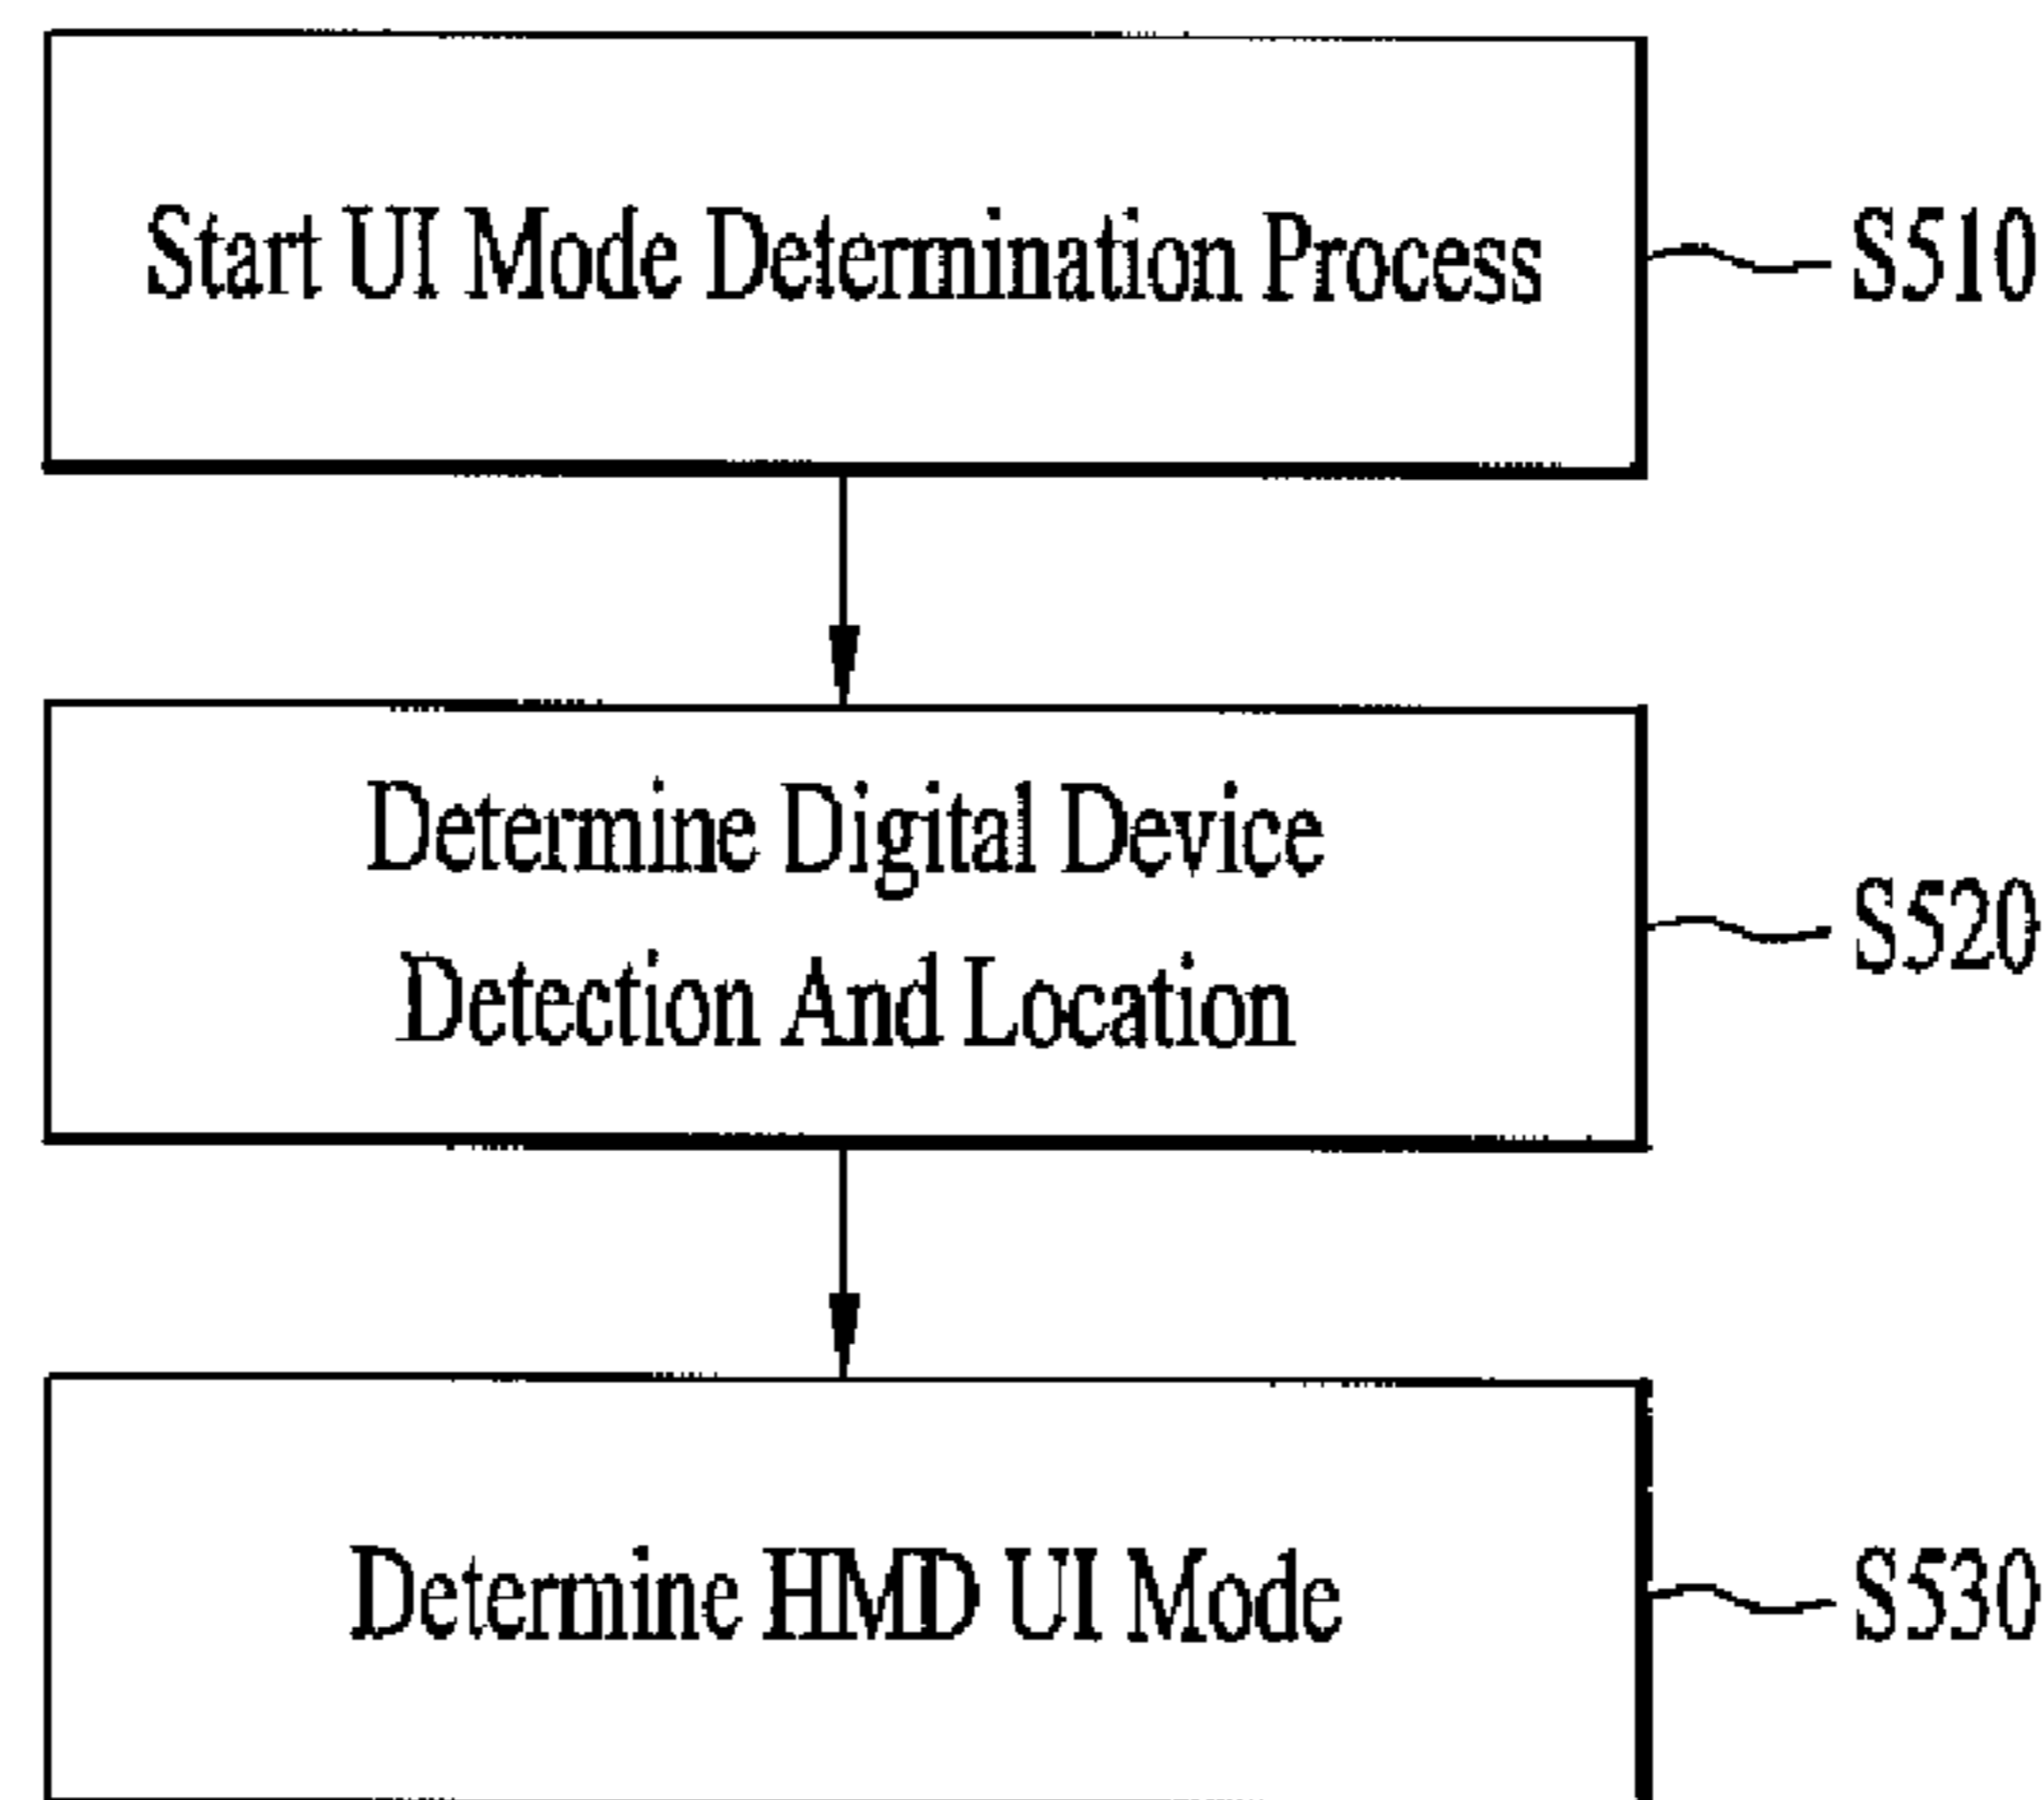 Start UI Mode Determination Process
S510
Determine Digital Device
Detection And Location
S520
Determine HMD UI Mode
S530